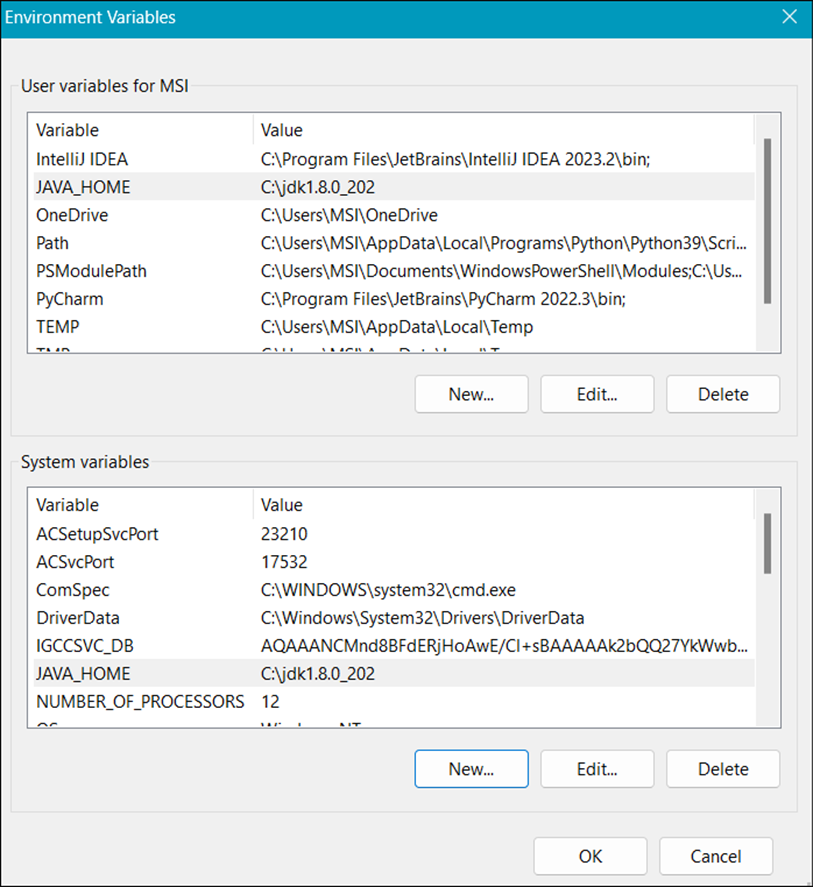 Environment Variables
User variables for MSI
Variable Value
IntelliJ IDEA C:\Program Files\JetBrains\IntelliJ IDEA 2023.2\bin;
JAVA_HOME C:\jdk1.8.0_202
OneDrive C:\Users\MSI\OneDrive
Path C:\Users\MSI\AppData\Local\Programs\Python\Python39\Scri...
PSModulePath C:\Users\MSI\Documents\WindowsPowerShell\Modules;C:\Us...
PyCharm C:\Program Files\JetBrains\PyCharm 2022.3\bin;
TEMP C:\Users\MSI\AppData\Local\Temp
New... Edit... Delete
System variables
Variable Value
ACSetupSvcPort 23210
ACSvcPort 17532
ComSpec C:\WINDOWS\system32\cmd.exe
DriverData C:\Windows\System32\Drivers\DriverData
IGCCSVC_DB AQAAANCMnd8BFdERjHoAwE/Cl+sBAAAAAk2bQQ27YkWwb...
JAVA_HOME C:\jdk1.8.0_202
NUMBER_OF_PROCESSORS 12
New... Edit... Delete
OK Cancel